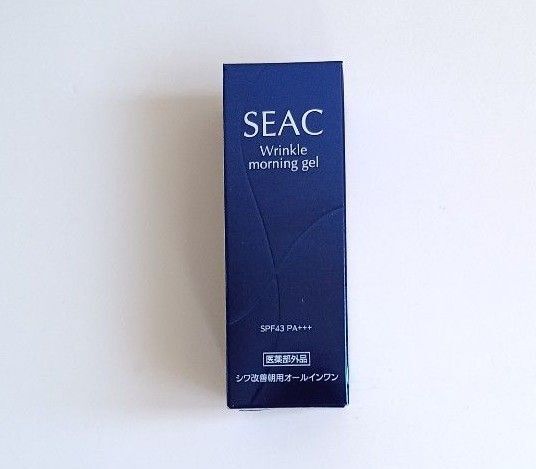 SEAC
Wrinkle
morning gel
SPF43 PA+++
医薬部外品
シワ改善朝用オールインワン